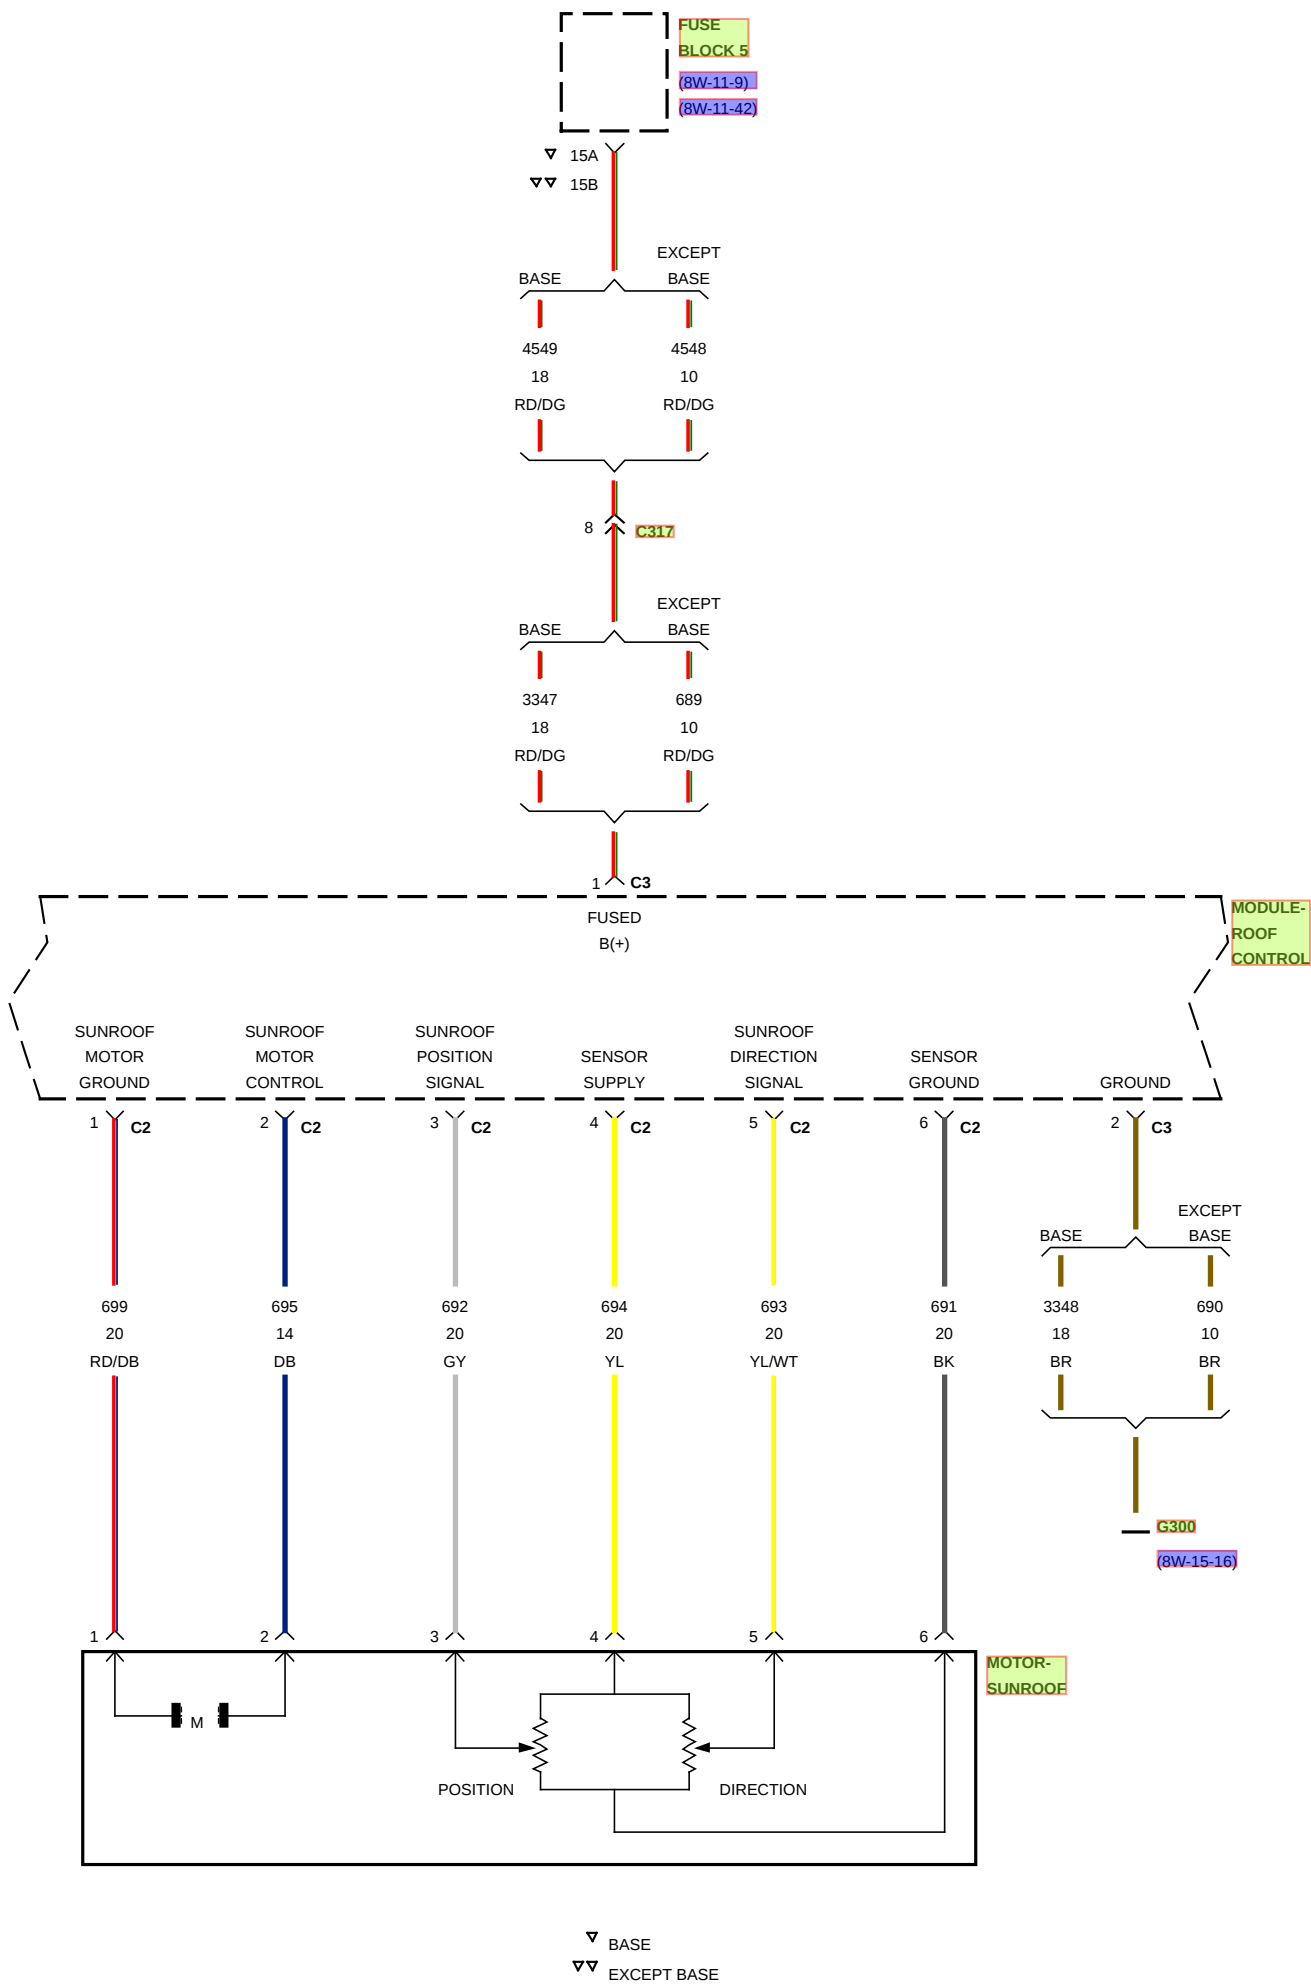 FUSE
BLOCK 5
(8W-11-9)
(8W-11-42)
15A
15B
EXCEPT
BASE BASE
4549 4548
18 10
RD/DG RD/DG
8 C317
EXCEPT
BASE BASE
3347 689
18 10
RD/DG RD/DG
1 C3
FUSED
B(+)
MODULE-
ROOF
CONTROL
SUNROOF
MOTOR
GROUND
SUNROOF
MOTOR
CONTROL
SUNROOF
POSITION
SIGNAL
SENSOR
SUPPLY
SUNROOF
DIRECTION
SIGNAL
SENSOR
GROUND
GROUND
1 C2 2 C2 3 C2 4 C2 5 C2 6 C2 2 C3
EXCEPT
BASE BASE
699 695 692 694 693 691 3348 690
20 14 20 20 20 20 18 10
RD/DB DB GY YL YL/WT BK BR BR
G300
(8W-15-16)
1 2 3 4 5 6
MOTOR-
SUNROOF
M
POSITION DIRECTION
BASE
EXCEPT BASE